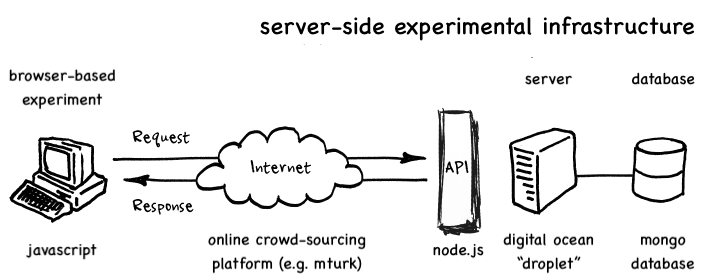 server-side experimental infrastructure
browser-based
experiment
server
database
Request
Internet
API
Response
javascript
online crowd-sourcing
platform (e.g. mturk)
node.js
digital ocean
"droplet"
mongo
database